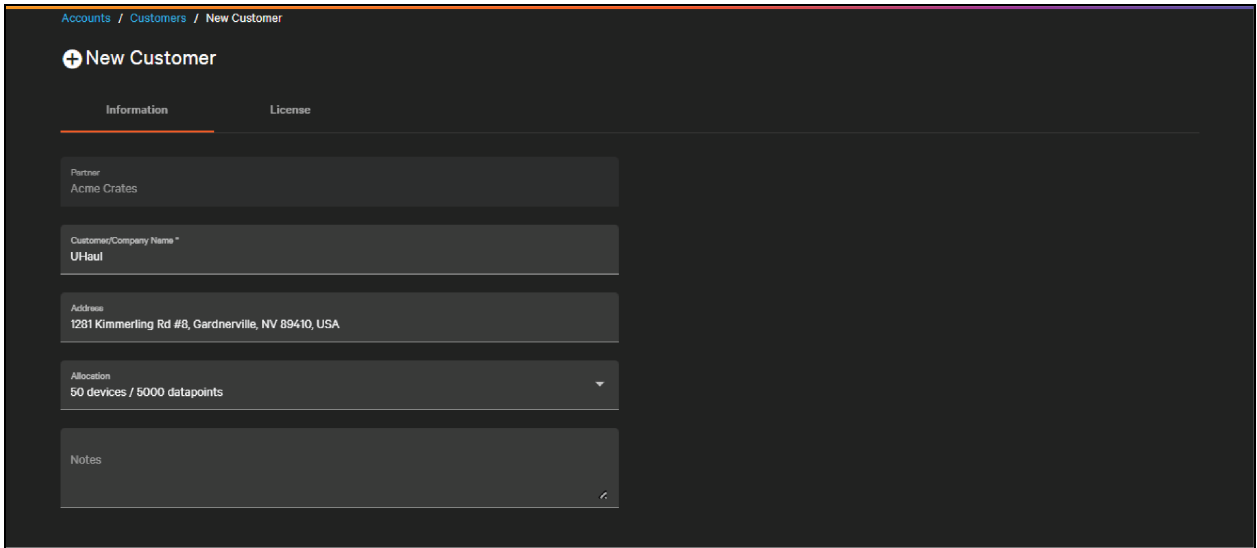 Accounts / Customers / New Customer
New Customer
Information License
Partner
Acme Crates
Customer/Company Name *
UHaul
Address
1281 Kimmerling Rd #8, Gardnerville, NV 89410, USA
Allocation
50 devices / 5000 datapoints
Notes